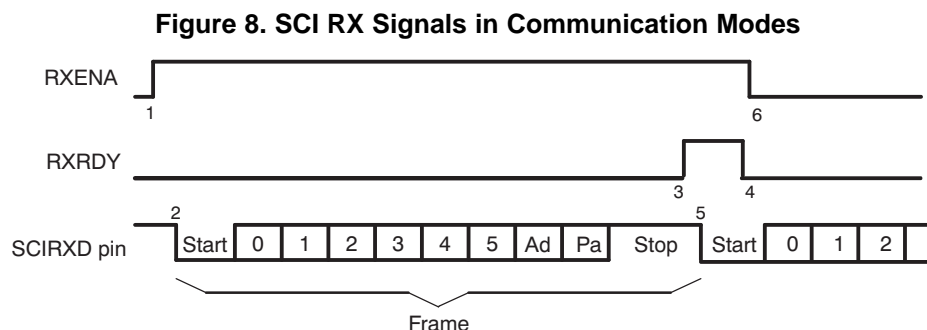 Figure 8. SCI RX Signals in Communication Modes
RXENA
1
6
RXRDY
3
4
2
5
SCIRXD pin
Start 0 1 2 3 4 5 Ad Pa Stop Start 0 1 2
Frame